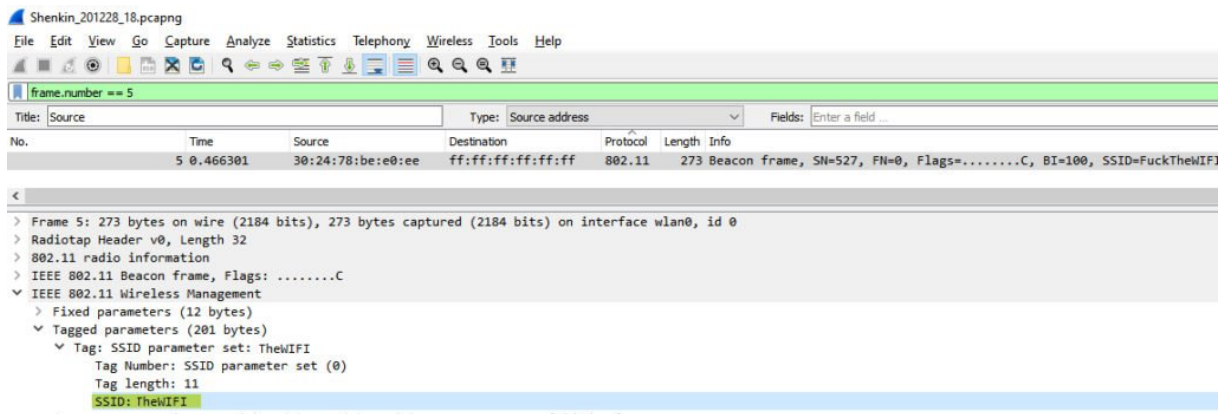 Shenkin_201228_18.pcapng
File Edit View Go Capture Analyze Statistics Telephony Wireless Tools Help
frame.number == 5
Title: Source Type: Source address Fields: Enter a field ...
No. Time Source Destination Protocol Length Info
5 0.466301 30:24:78:be:e0:ee ff:ff:ff:ff:ff:ff 802.11 273 Beacon frame, SN=527, FN=0, Flags=........C, BI=100, SSID=FuckTheWIFI
> Frame 5: 273 bytes on wire (2184 bits), 273 bytes captured (2184 bits) on interface wlan0, id 0
> Radiotap Header v0, Length 32
> 802.11 radio information
> IEEE 802.11 Beacon frame, Flags: ........C
IEEE 802.11 Wireless Management
> Fixed parameters (12 bytes)
Tagged parameters (201 bytes)
Tag: SSID parameter set: TheWIFI
Tag Number: SSID parameter set (0)
Tag length: 11
SSID: TheWIFI